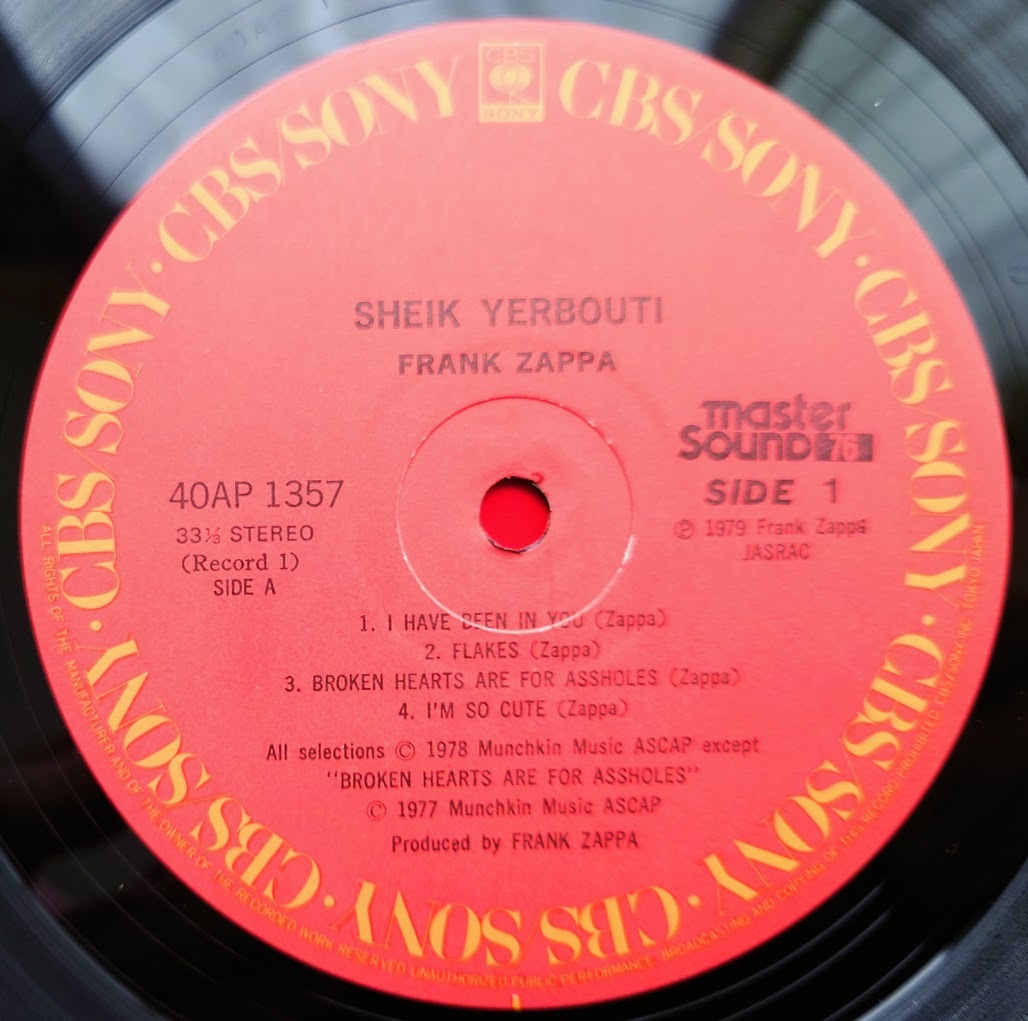 CBS
SONY
CBS/SONY · CBS/SONY · CBS/SONY · CBS/SONY · CBS/SONY · CBS/SONY · CBS/SONY · CBS/SONY
SHEIK YERBOUTI
FRANK ZAPPA
master
Sound 76
SIDE 1
Ⓟ 1979 Frank Zappa
JASRAC
40AP 1357
33⅓ STEREO
(Record 1)
SIDE A
1. I HAVE BEEN IN YOU (Zappa)
2. FLAKES (Zappa)
3. BROKEN HEARTS ARE FOR ASSHOLES (Zappa)
4. I'M SO CUTE (Zappa)
All selections © 1978 Munchkin Music ASCAP except
"BROKEN HEARTS ARE FOR ASSHOLES"
© 1977 Munchkin Music ASCAP
Produced by FRANK ZAPPA
ALL RIGHTS OF THE MANUFACTURER AND OF THE OWNER OF THE RECORDED WORK RESERVED UNAUTHORIZED PUBLIC PERFORMANCE, BROADCASTING AND COPYING OF THIS RECORD PROHIBITED CBS/SONY INC TOKYO JAPAN